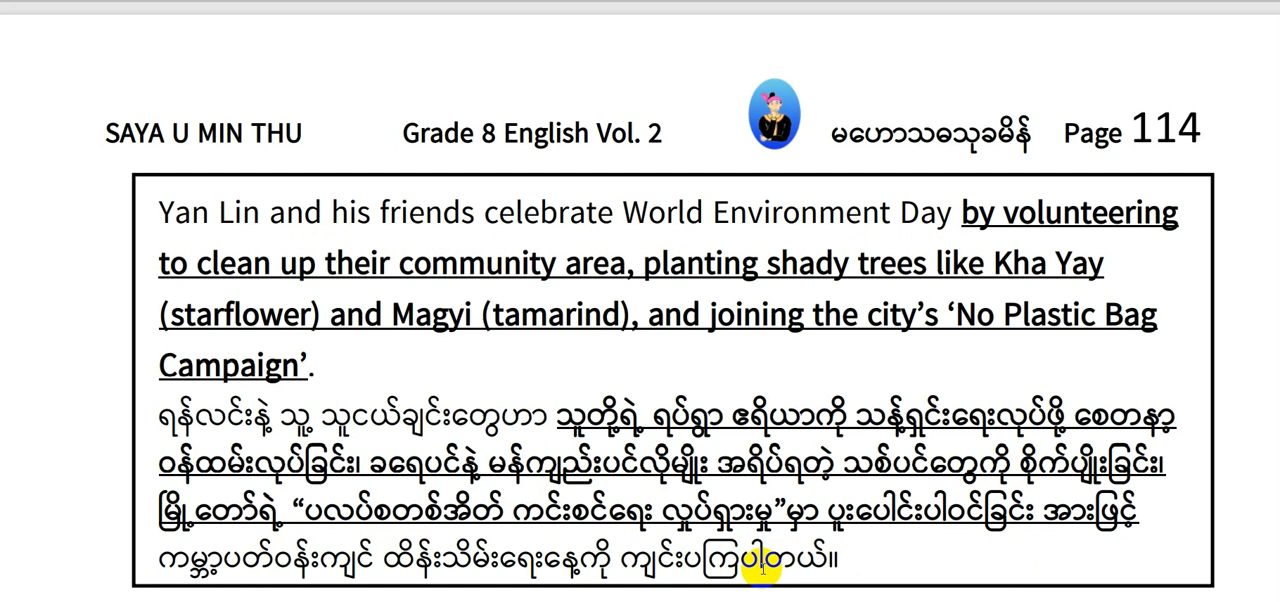 SAYA U MIN THU Grade 8 English Vol. 2 မဟောသဓသုခမိန် Page 114
Yan Lin and his friends celebrate World Environment Day by volunteering
to clean up their community area, planting shady trees like Kha Yay
(starflower) and Magyi (tamarind), and joining the city’s ‘No Plastic Bag
Campaign’.
ရန်လင်းနဲ့ သူ့ သူငယ်ချင်းတွေဟာ သူတို့ရဲ့ ရပ်ရွာ ဧရိယာကို သန့်ရှင်းရေးလုပ်ဖို့ စေတနာ့
ဝန်ထမ်းလုပ်ခြင်း၊ ခရေပင်နဲ့ မန်ကျည်းပင်လိုမျိုး အရိပ်ရတဲ့ သစ်ပင်တွေကို စိုက်ပျိုးခြင်း၊
မြို့တော်ရဲ့ “ပလပ်စတစ်အိတ် ကင်းစင်ရေး လှုပ်ရှားမှု”မှာ ပူးပေါင်းပါဝင်ခြင်း အားဖြင့်
ကမ္ဘာ့ပတ်ဝန်းကျင် ထိန်းသိမ်းရေးနေ့ကို ကျင်းပကြပါတယ်။